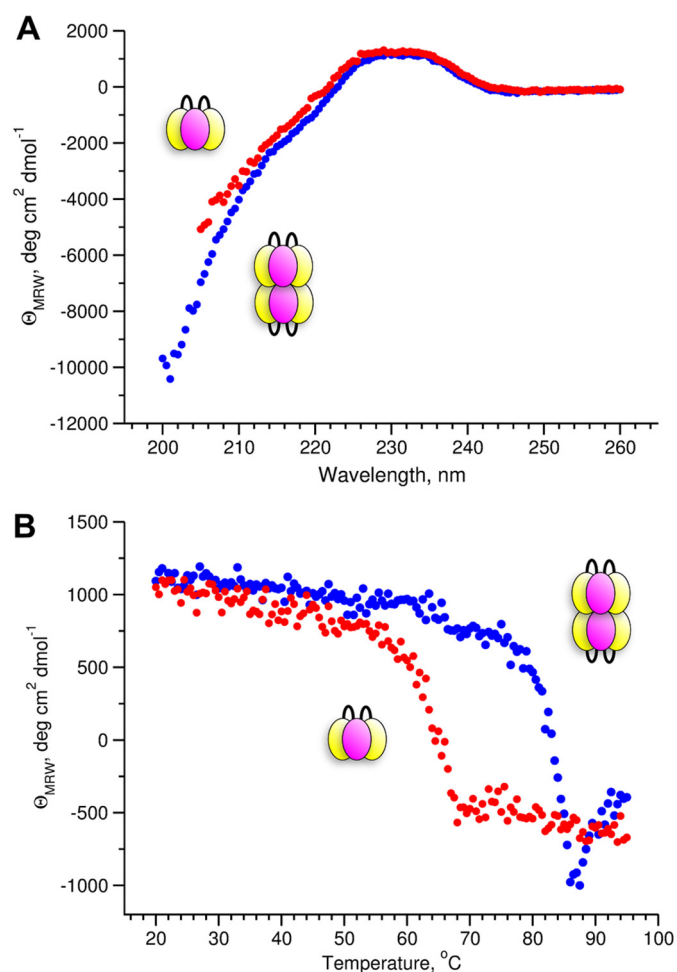 A
2000
0
-2000
-4000
-6000
-8000
-10000
-12000
Θ_MRW, deg cm² dmol⁻¹
200 210 220 230 240 250 260
Wavelength, nm
B
1500
1000
500
0
-500
-1000
Θ_MRW, deg cm² dmol⁻¹
20 30 40 50 60 70 80 90 100
Temperature, °C